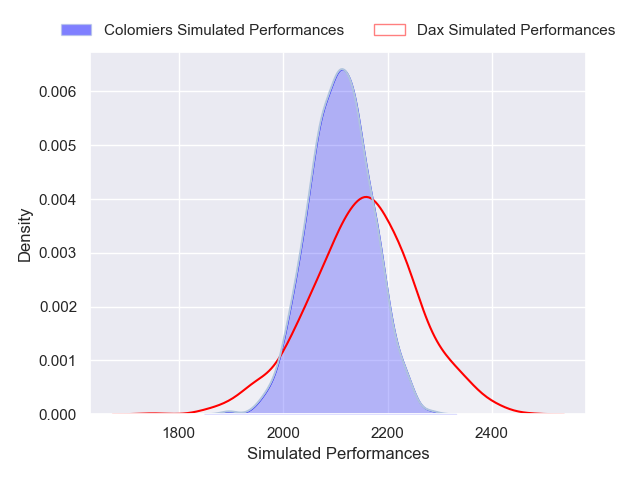 Colomiers Simulated Performances Dax Simulated Performances
0.006
0.005
0.004
0.003
0.002
0.001
0.000
Density
1800 2000 2200 2400
Simulated Performances